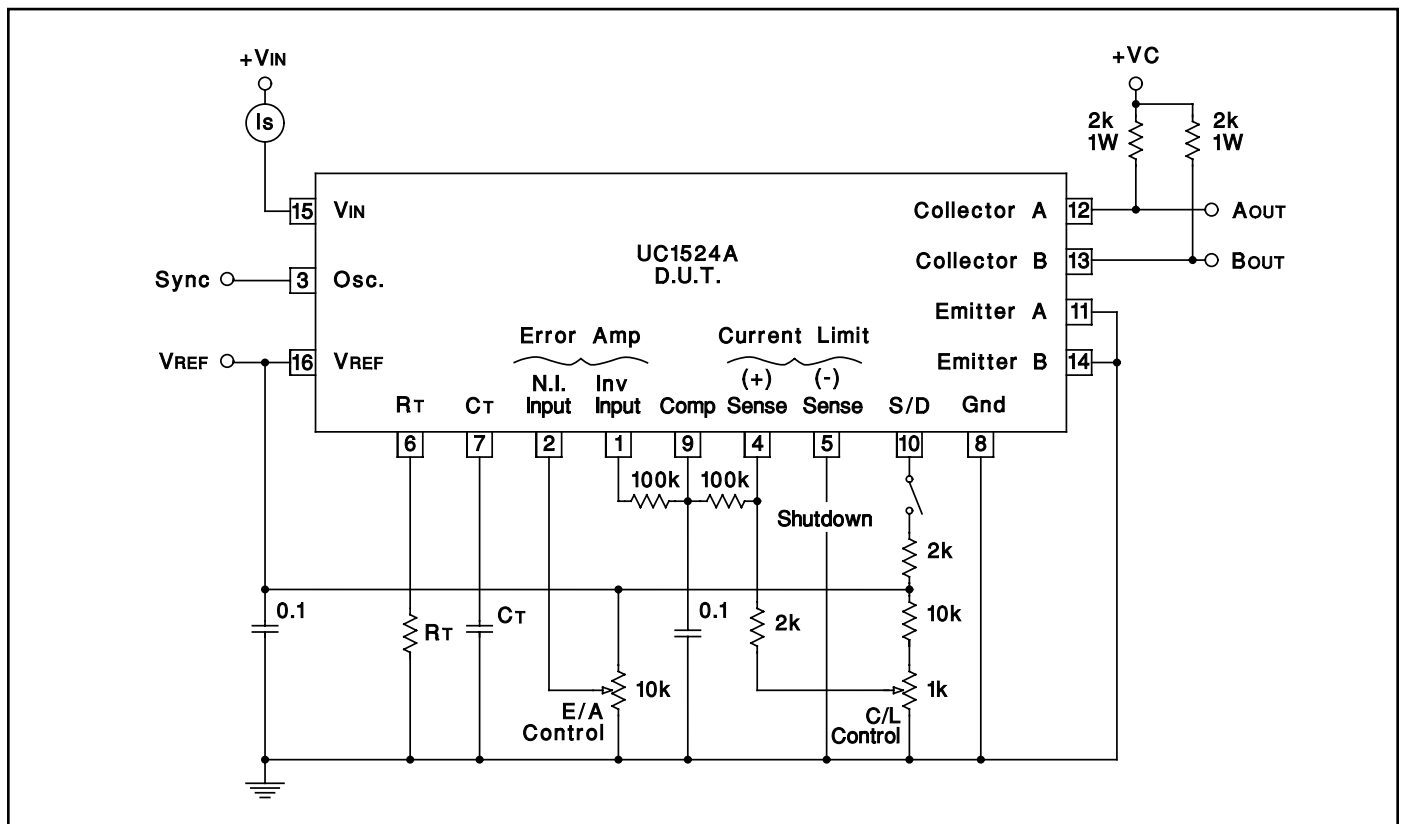 +VIN
Is
+VC
2k
1W
2k
1W
15 VIN
Collector A 12
AOUT
UC1524A
D.U.T.
Collector B 13
BOUT
Sync
3 Osc.
Emitter A 11
Error Amp
Current Limit
VREF
16 VREF
Emitter B 14
RT
CT
N.I.
Input
Inv
Input
Comp
(+)
Sense
(-)
Sense
S/D
Gnd
6
7
2
1
9
4
5
10
8
100k
100k
Shutdown
2k
0.1
RT
CT
0.1
2k
10k
10k
1k
E/A
Control
C/L
Control